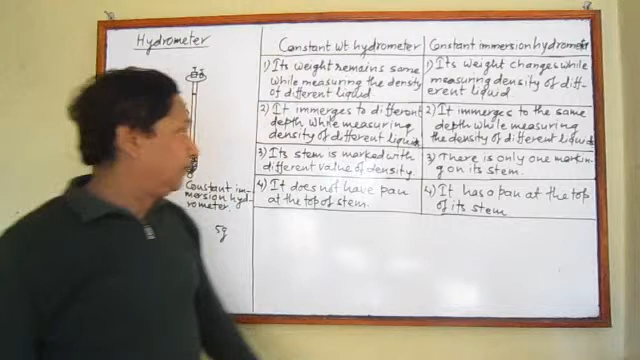 Hydrometer
Constant im-
mersion hyd-
rometer.
5g
Constant wt hydrometer
1) Its weight remains same
while measuring the density
of different liquid.
2) It immerges to different
depth while measuring
density of different liquid.
3) Its stem is marked with
different value of density.
4) It does not have pan
at the top of stem.
Constant immersion hydrometer
1) Its weight changes while
measuring density of diff-
erent liquid.
2) It immerges to the same
depth while measuring
the density of different liquid
3) There is only one markin-
g on its stem.
4) It has a pan at the top
of its stem